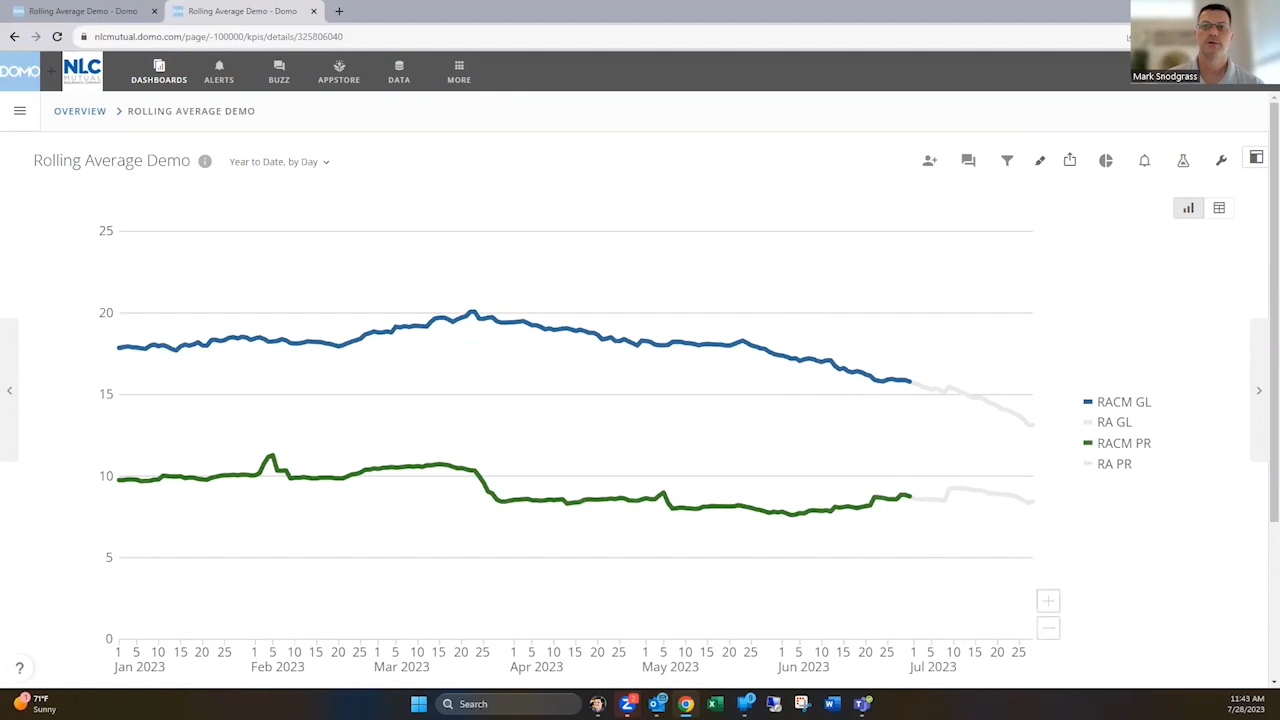 Rolling Average Demo - Domo
Rolling Average Demo - Domo
nlcmutual.domo.com/page/-100000/kpis/details/325806040
Mark Snodgrass
DOMO
NLC
MUTUAL
DASHBOARDS
ALERTS
BUZZ
APPSTORE
DATA
MORE
OVERVIEW > ROLLING AVERAGE DEMO
Rolling Average Demo
Year to Date, by Day
25
20
15
10
5
0
RACM GL
RA GL
RACM PR
RA PR
1 5 10 15 20 25 1 5 10 15 20 25 1 5 10 15 20 25 1 5 10 15 20 25 1 5 10 15 20 25 1 5 10 15 20 25 1 5 10 15 20 25
Jan 2023 Feb 2023 Mar 2023 Apr 2023 May 2023 Jun 2023 Jul 2023
?
71°F
Sunny
Search
11:43 AM
7/28/2023